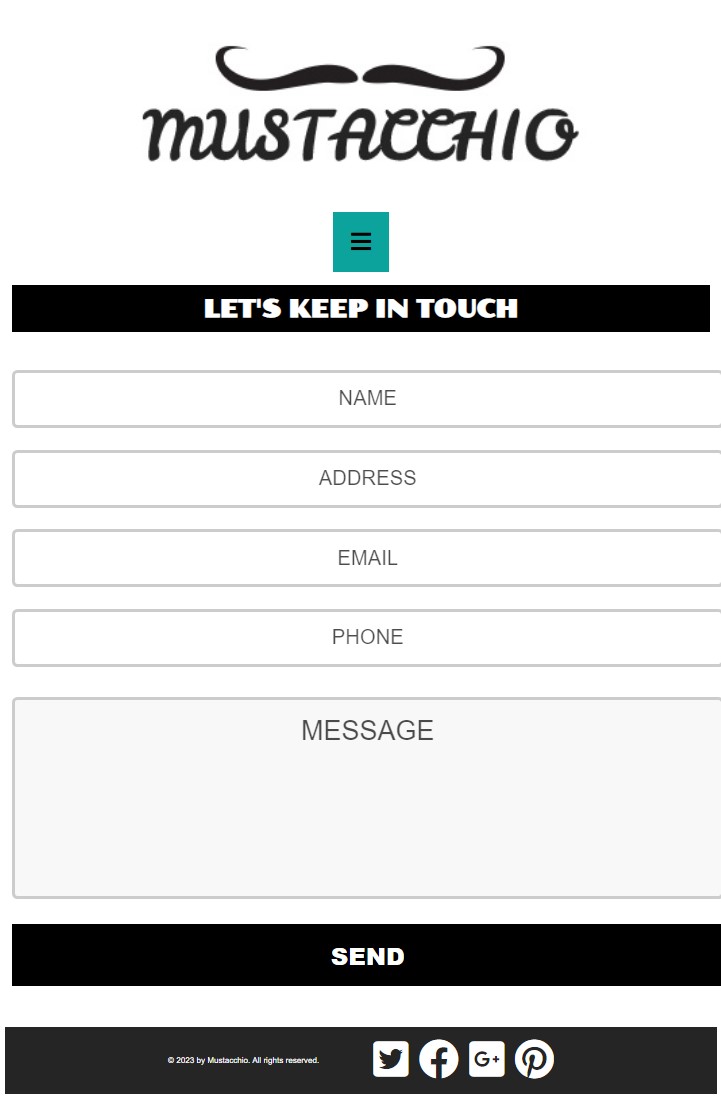 MUSTACCHIO
LET'S KEEP IN TOUCH
NAME
ADDRESS
EMAIL
PHONE
MESSAGE
SEND
© 2023 by Mustacchio. All rights reserved.
G+